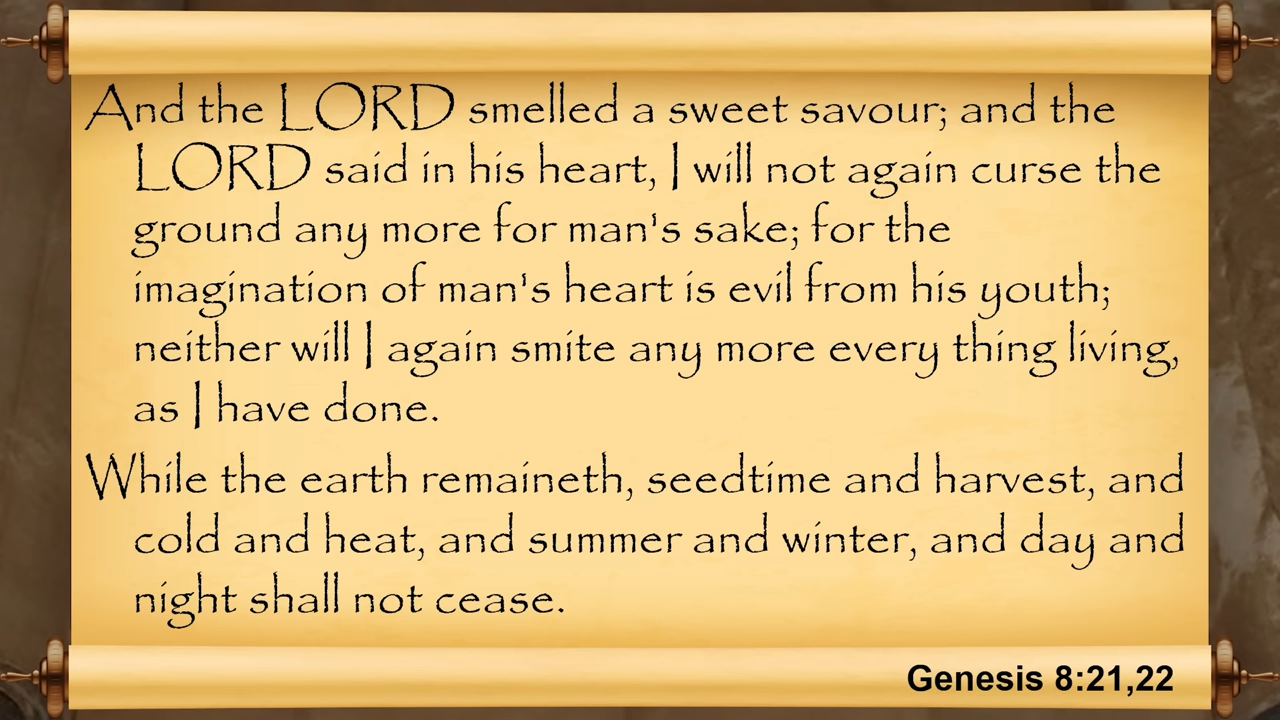 And the LORD smelled a sweet savour; and the
LORD said in his heart, I will not again curse the
ground any more for man's sake; for the
imagination of man's heart is evil from his youth;
neither will I again smite any more every thing living,
as I have done.
While the earth remaineth, seedtime and harvest, and
cold and heat, and summer and winter, and day and
night shall not cease.
Genesis 8:21,22